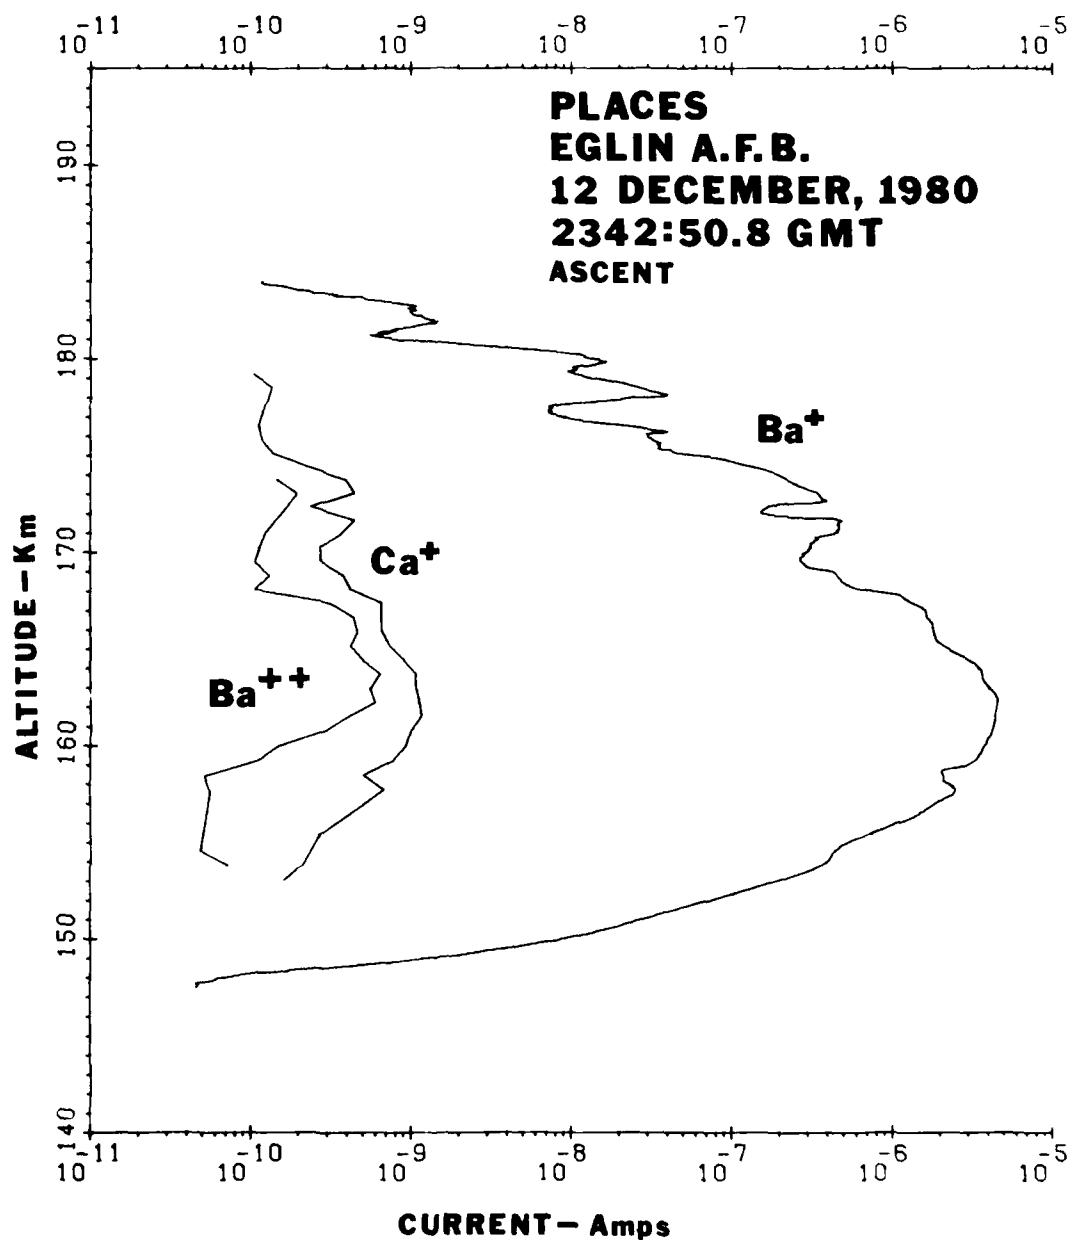 10^-11 10^-10 10^-9 10^-8 10^-7 10^-6 10^-5
PLACES
EGLIN A.F.B.
12 DECEMBER, 1980
2342:50.8 GMT
ASCENT
190
180
170
160
150
140
ALTITUDE – Km
Ba+
Ca+
Ba++
10^-11 10^-10 10^-9 10^-8 10^-7 10^-6 10^-5
CURRENT – Amps